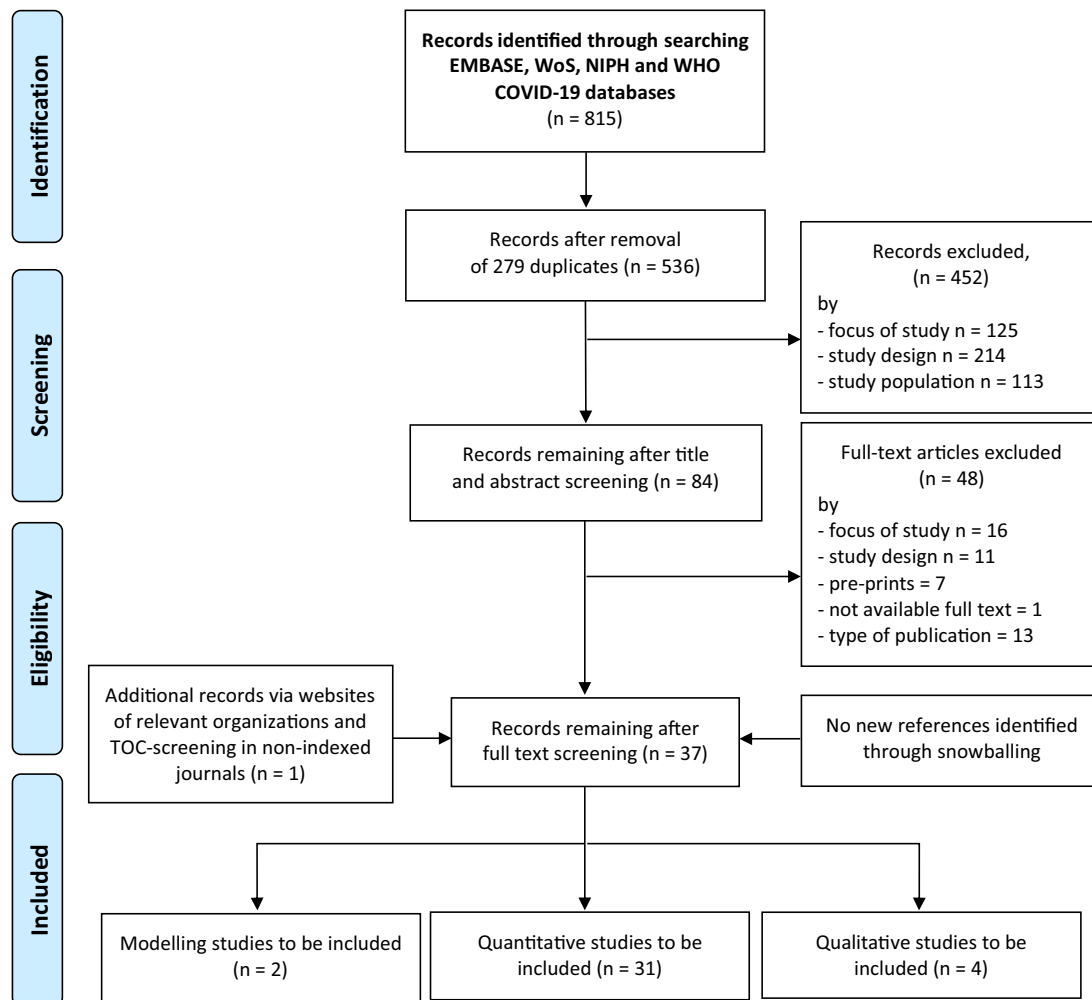 Identification
Records identified through searching
EMBASE, WoS, NIPH and WHO
COVID-19 databases
(n = 815)
Records after removal
of 279 duplicates (n = 536)
Screening
Records excluded,
(n = 452)
by
- focus of study n = 125
- study design n = 214
- study population n = 113
Records remaining after title
and abstract screening (n = 84)
Full-text articles excluded
(n = 48)
by
- focus of study n = 16
- study design n = 11
- pre-prints = 7
- not available full text = 1
- type of publication = 13
Eligibility
Additional records via websites
of relevant organizations and
TOC-screening in non-indexed
journals (n = 1)
Records remaining after
full text screening (n = 37)
No new references identified
through snowballing
Included
Modelling studies to be included
(n = 2)
Quantitative studies to be
included (n = 31)
Qualitative studies to be
included (n = 4)